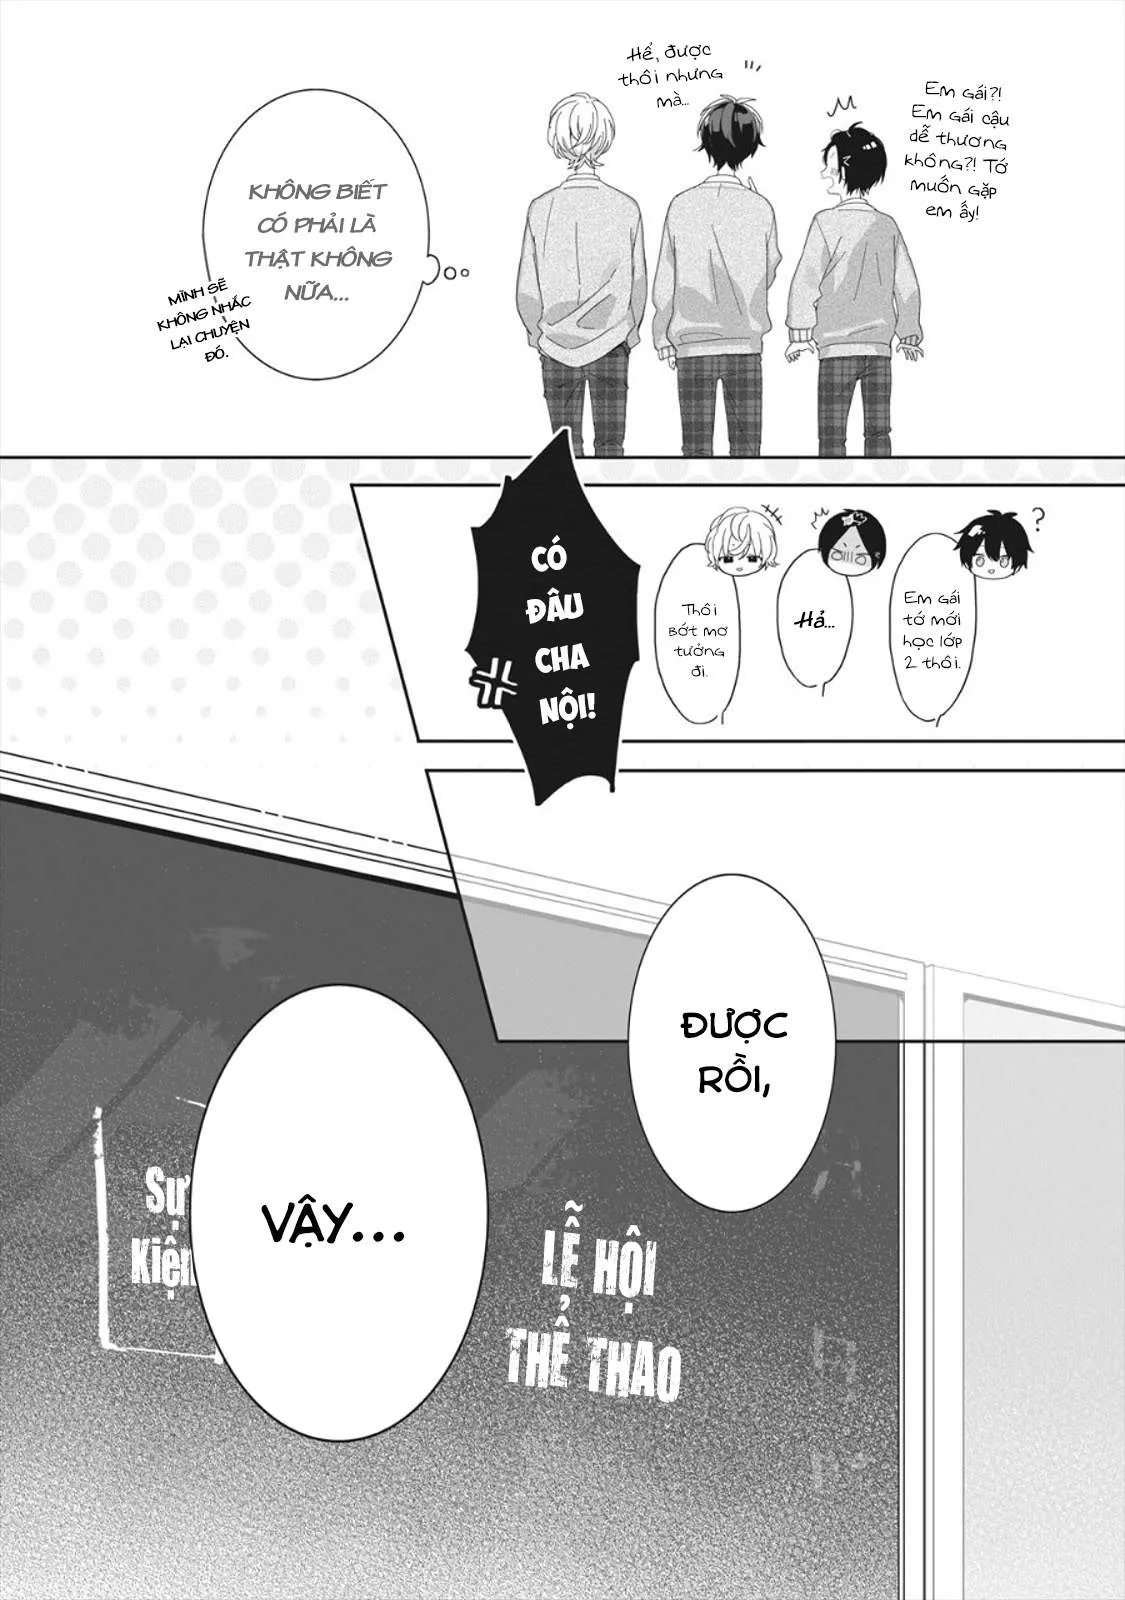 Em gái?!
Em gái cậu
dễ thương
không?! Tớ
muốn gặp
em ấy!
Hể, được
thôi nhưng
mà...
KHÔNG BIẾT
CÓ PHẢI LÀ
THẬT KHÔNG
NỮA...
MÌNH SẼ
KHÔNG NHẮC
LẠI CHUYỆN
ĐÓ.
?
Em gái
tớ mới
học lớp
2 thôi.
Hả...
Thôi
bớt mơ
tưởng
đi.
CÓ
ĐÂU
CHA
NỘI!
ĐƯỢC
RỒI,
VẬY...
LỄ HỘI
THỂ THAO
Sự
Kiện